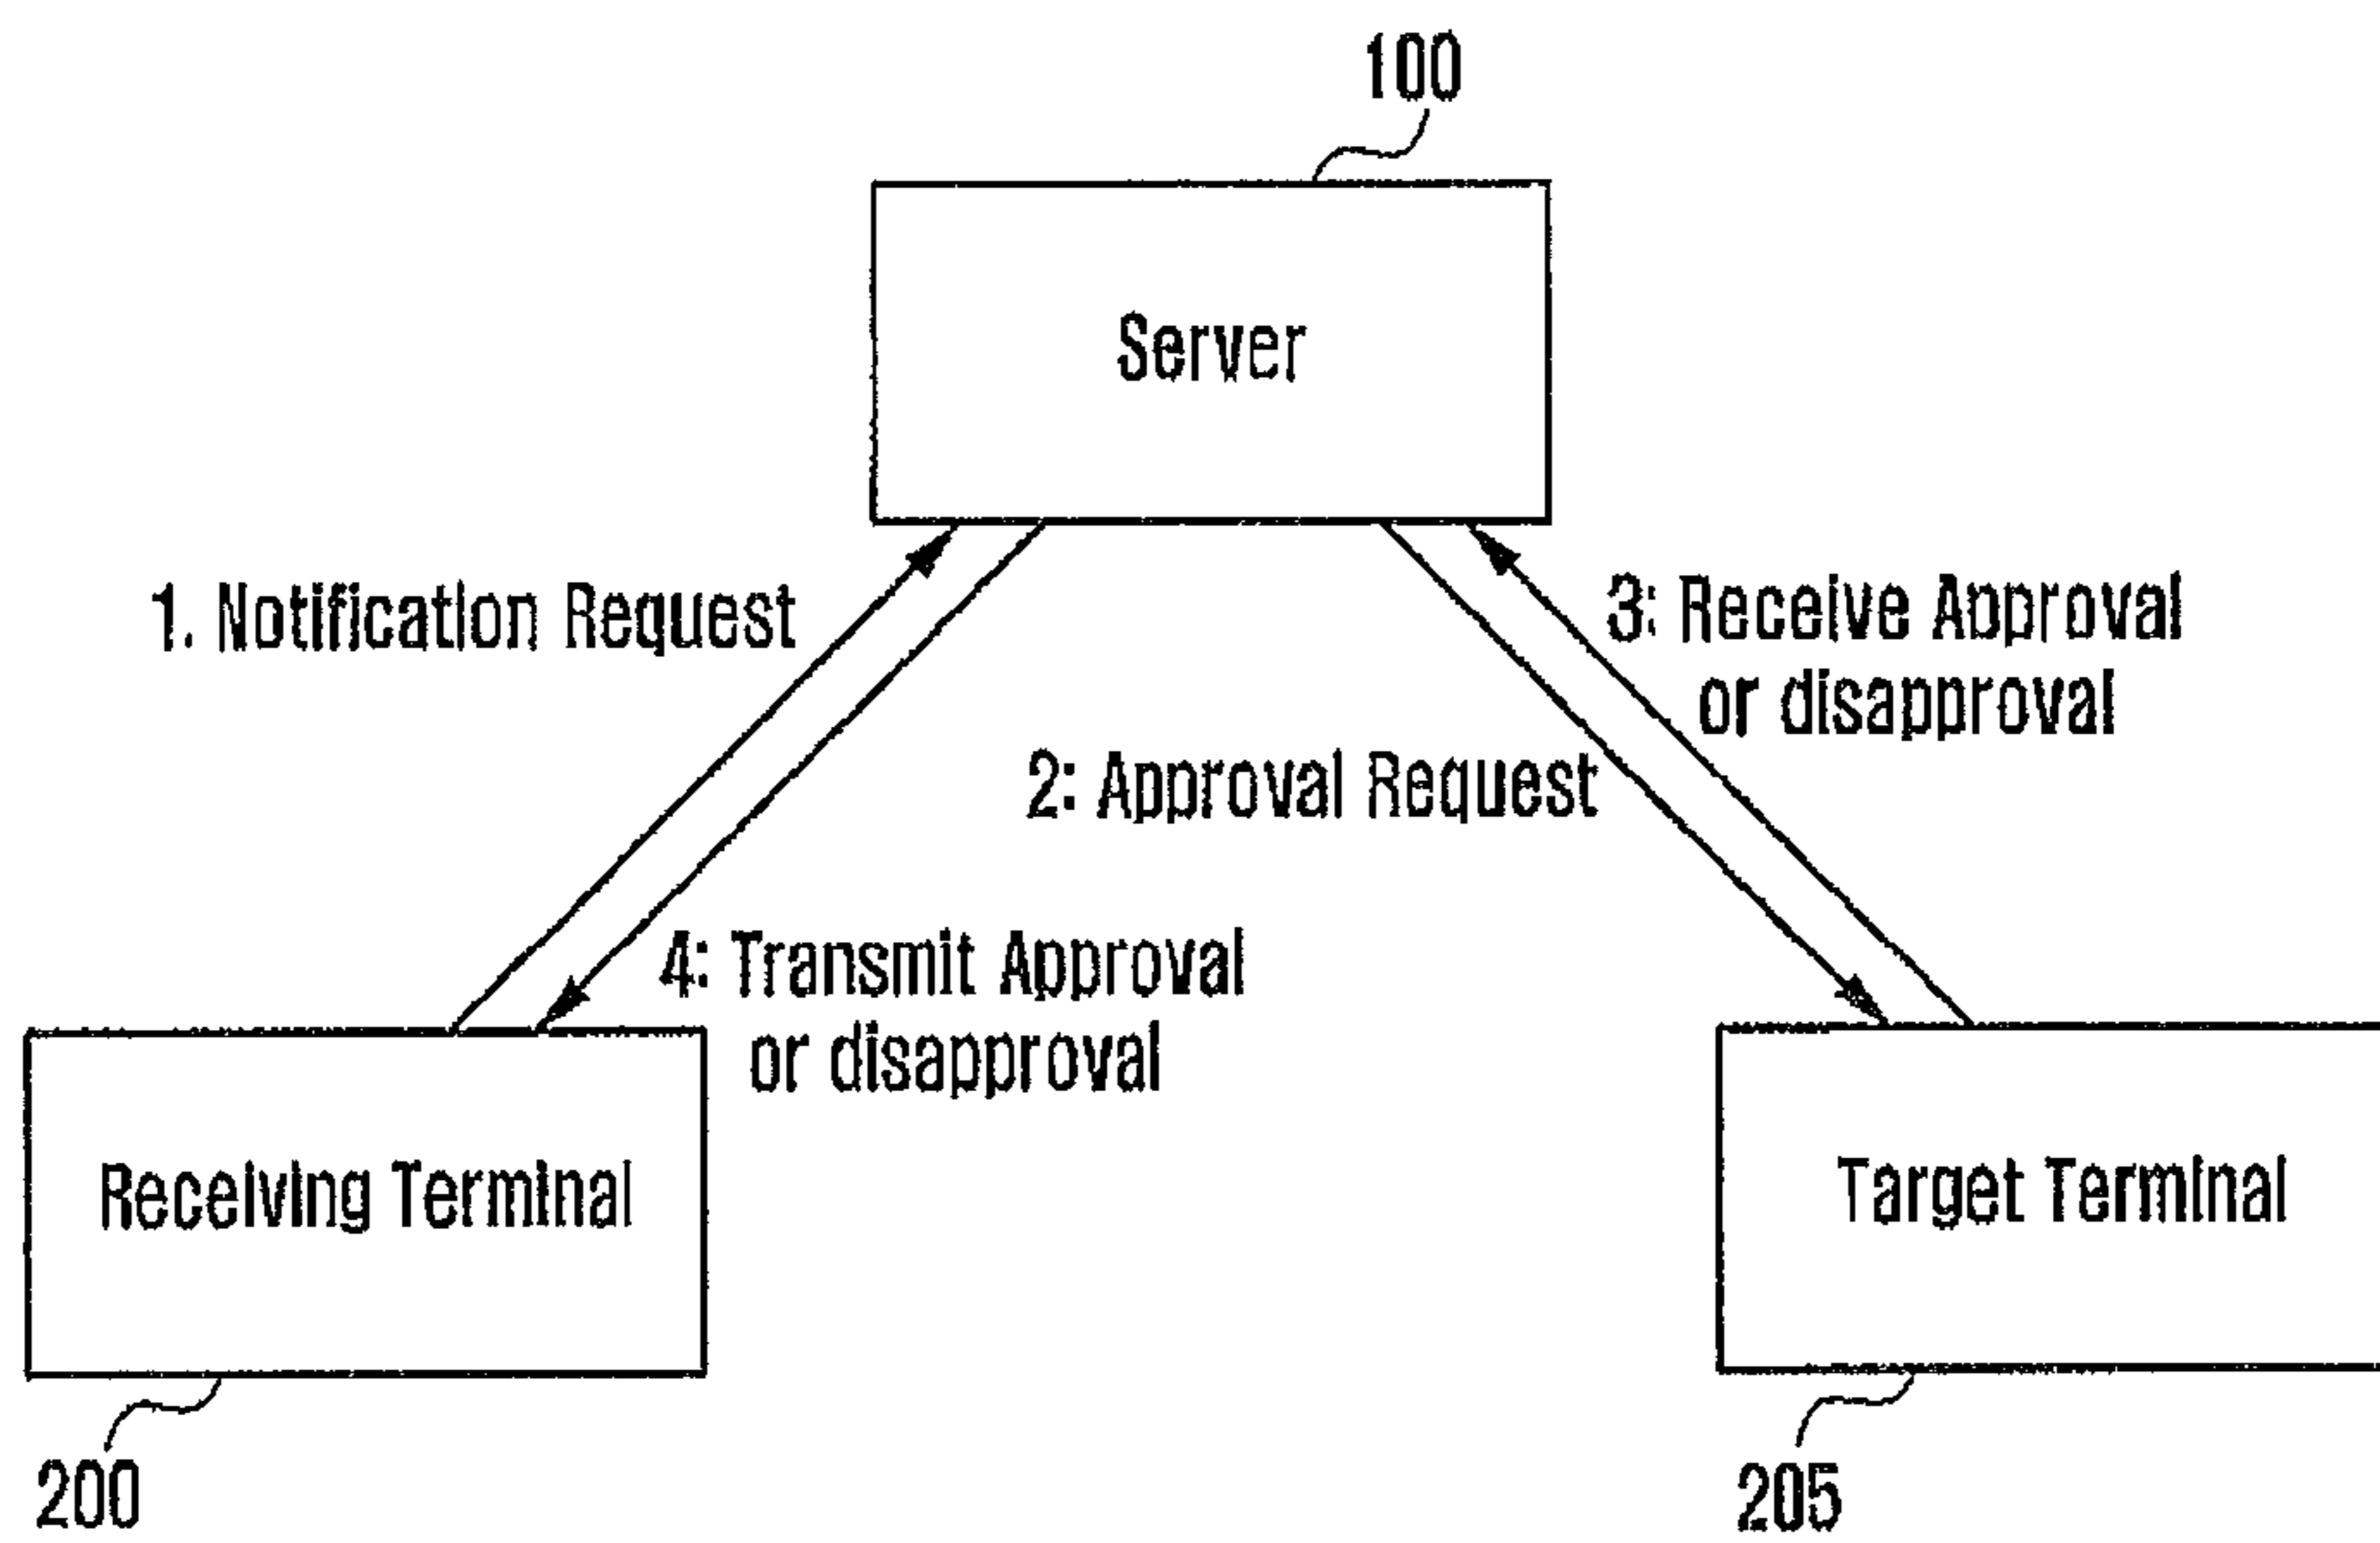 100
Server
1. Notification Request
3: Receive Approval
or disapproval
2: Approval Request
4: Transmit Approval
or disapproval
Receiving Terminal
Target Terminal
200
205